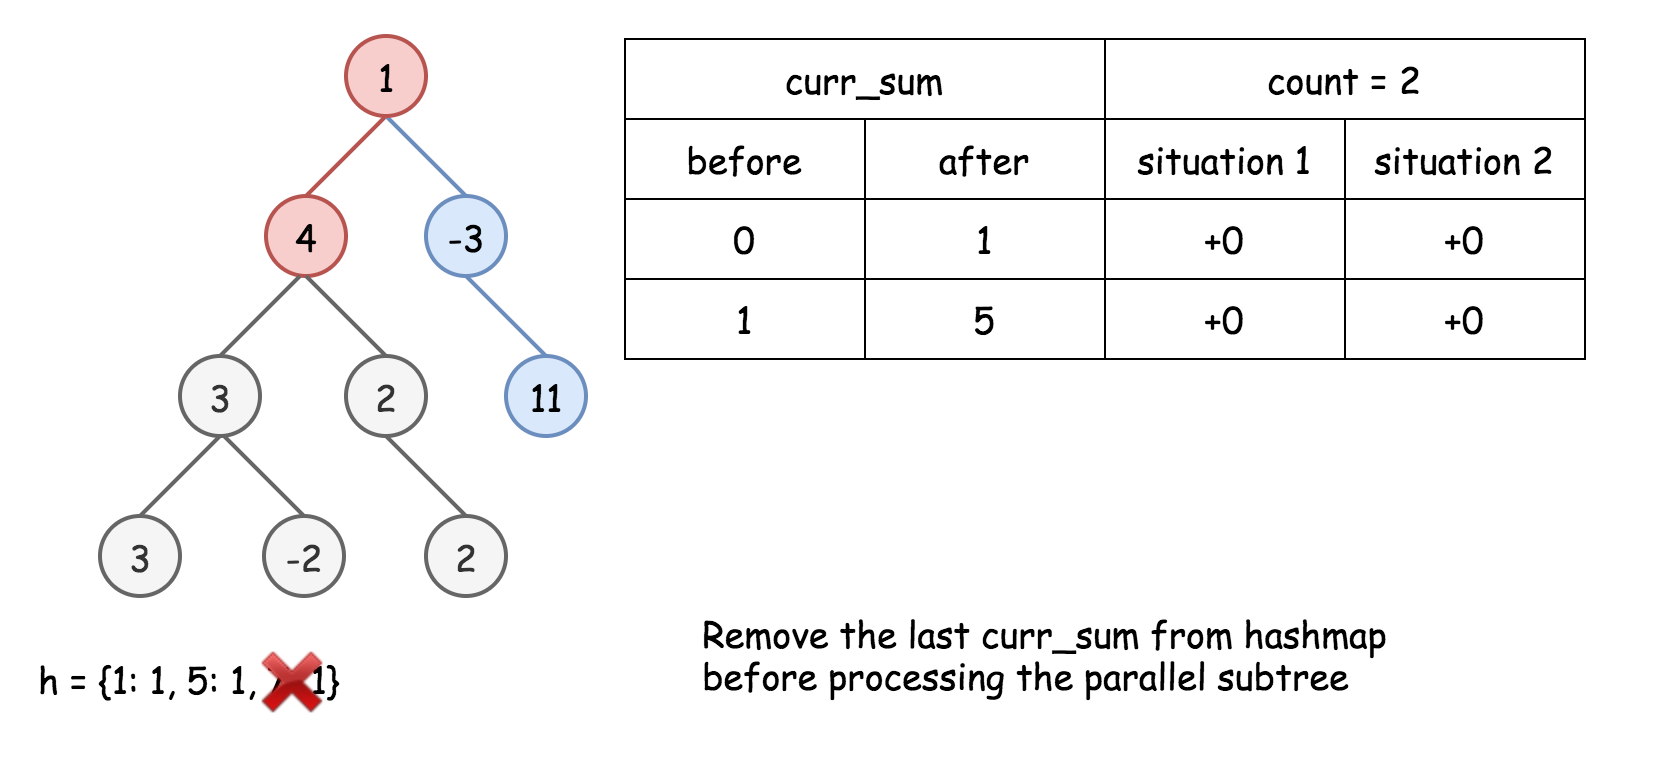 1
4
-3
3
2
11
3
-2
2
h = {1: 1, 5: 1, 1}
curr_sum count = 2
before after situation 1 situation 2
0 1 +0 +0
1 5 +0 +0
Remove the last curr_sum from hashmap
before processing the parallel subtree